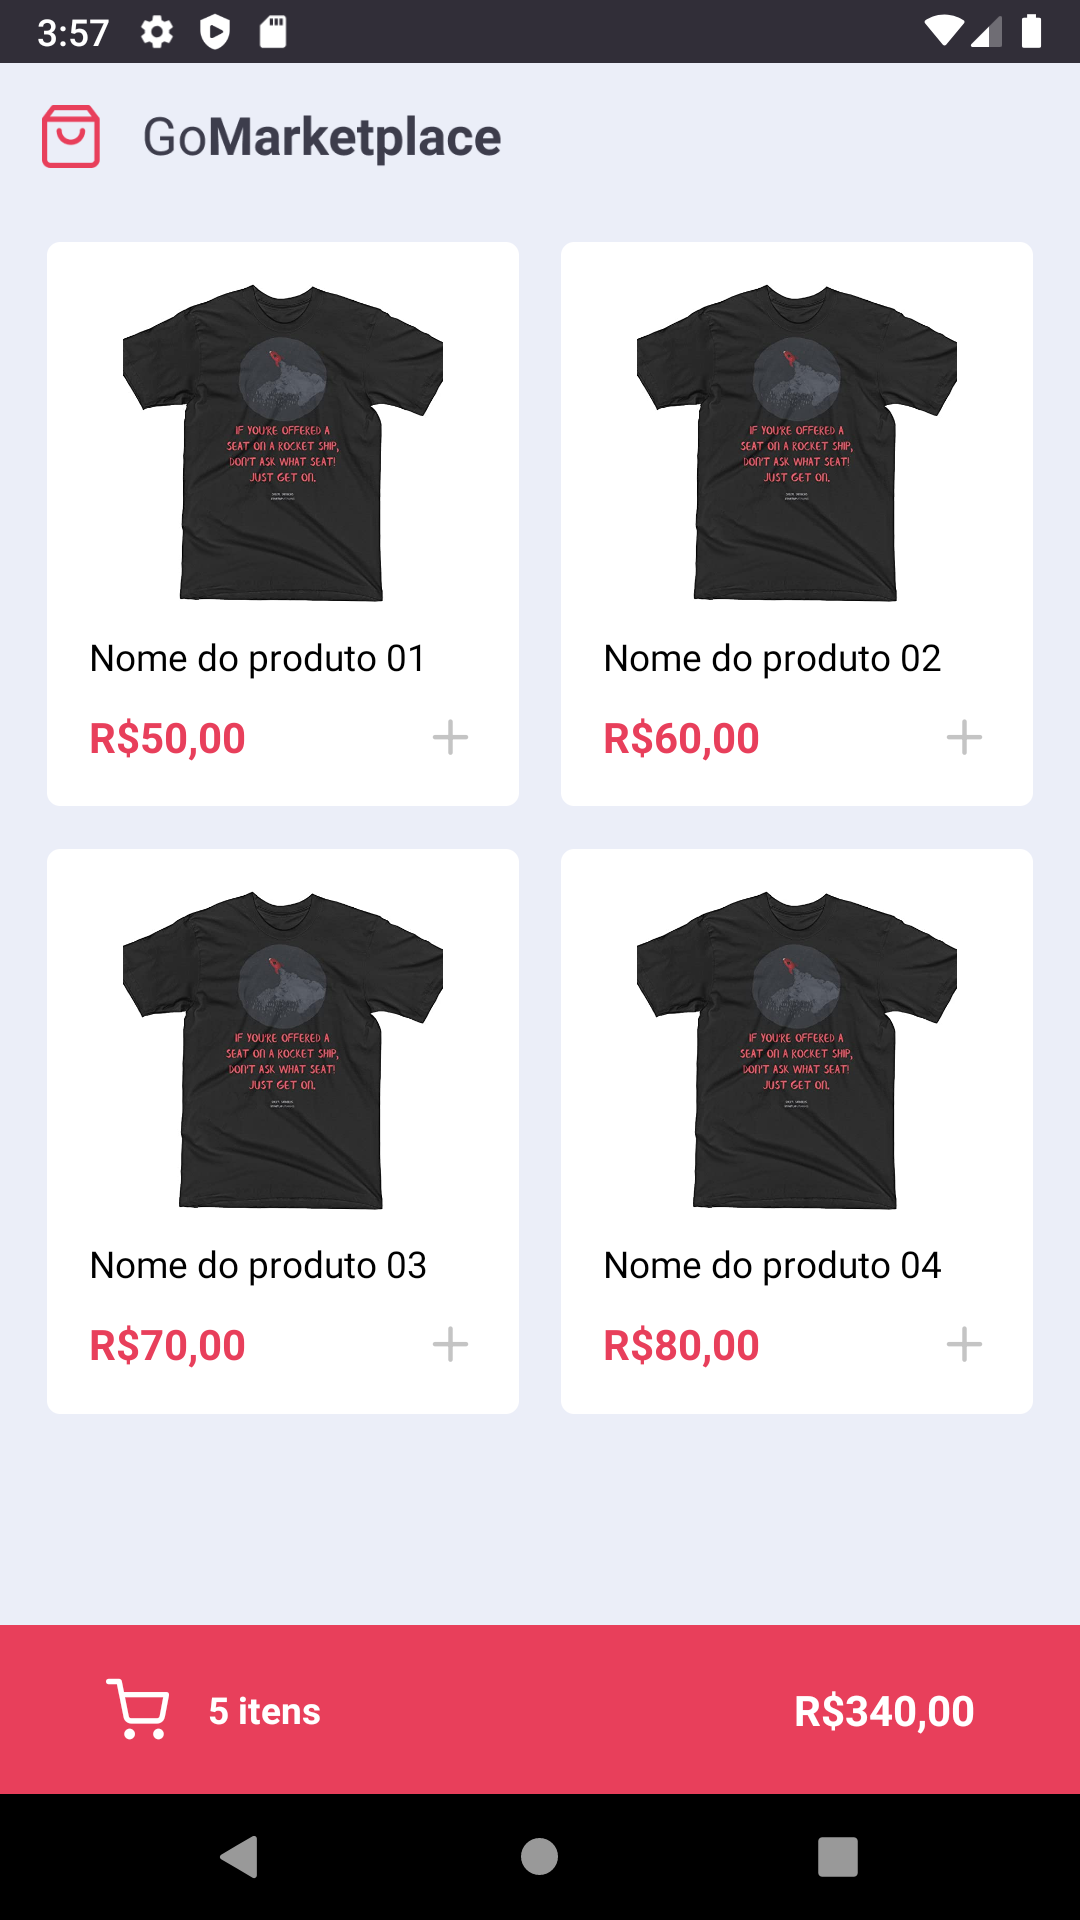 3:57
GoMarketplace
IF YOU'RE OFFERED A
SEAT ON A ROCKET SHIP,
DON'T ASK WHAT SEAT!
JUST GET ON.
IF YOU'RE OFFERED A
SEAT ON A ROCKET SHIP,
DON'T ASK WHAT SEAT!
JUST GET ON.
Nome do produto 01
Nome do produto 02
R$50,00
R$60,00
IF YOU'RE OFFERED A
SEAT ON A ROCKET SHIP,
DON'T ASK WHAT SEAT!
JUST GET ON.
IF YOU'RE OFFERED A
SEAT ON A ROCKET SHIP,
DON'T ASK WHAT SEAT!
JUST GET ON.
Nome do produto 03
Nome do produto 04
R$70,00
R$80,00
5 itens
R$340,00